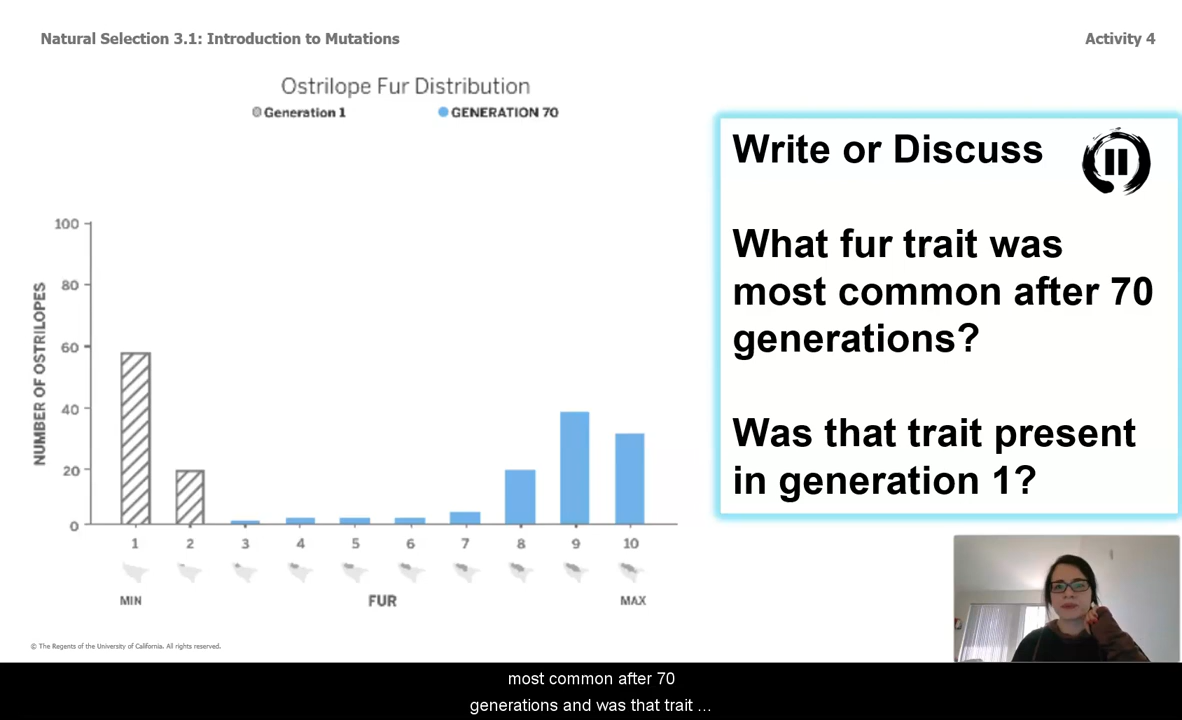 Natural Selection 3.1: Introduction to Mutations
Activity 4
Ostrilope Fur Distribution
Generation 1
GENERATION 70
Write or Discuss
What fur trait was
most common after 70
generations?
Was that trait present
in generation 1?
NUMBER OF OSTRILOPES
100
80
60
40
20
0
1 2 3 4 5 6 7 8 9 10
MIN FUR MAX
© The Regents of the University of California. All rights reserved.
most common after 70
generations and was that trait ...